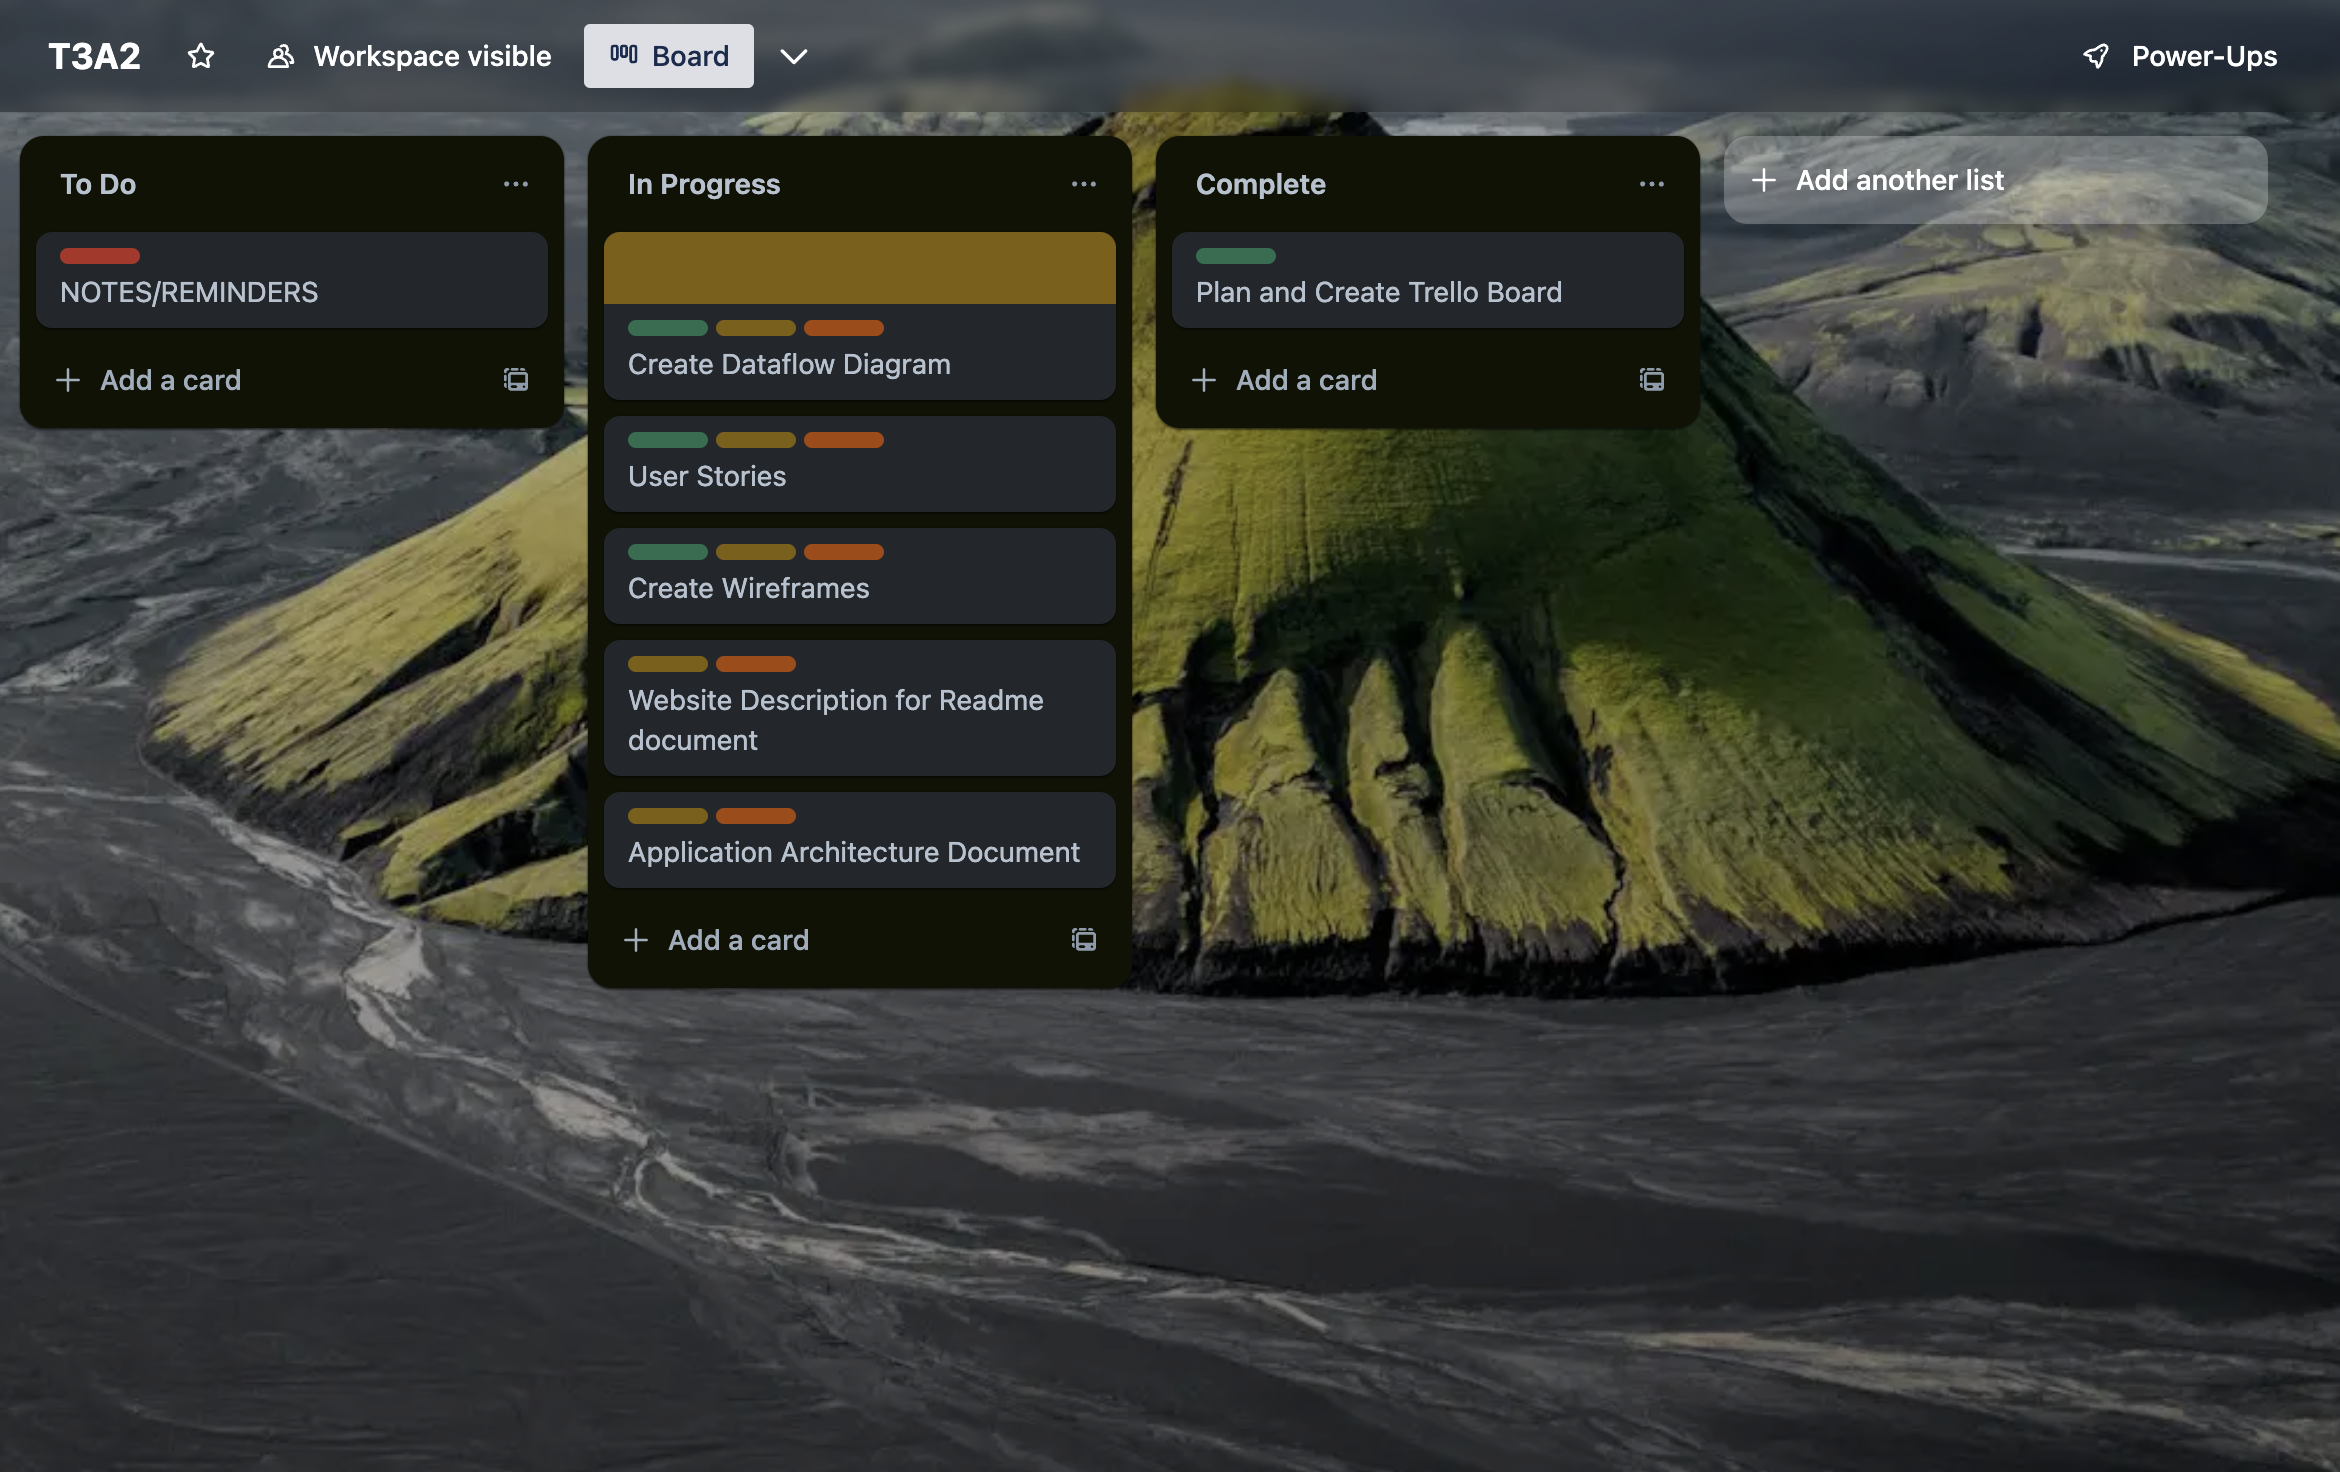 T3A2
Workspace visible
Board
Power-Ups
To Do
NOTES/REMINDERS
Add a card
In Progress
Create Dataflow Diagram
User Stories
Create Wireframes
Website Description for Readme
document
Application Architecture Document
Add a card
Complete
Plan and Create Trello Board
Add a card
Add another list